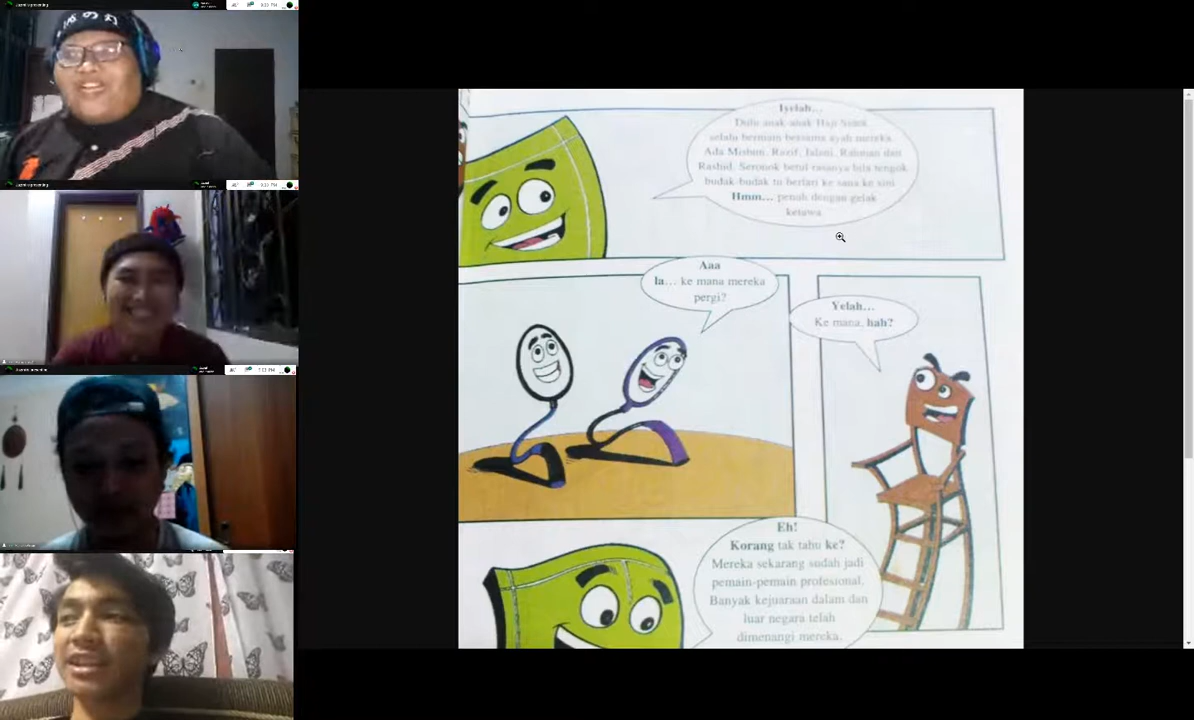 Iyelah...
Dulu anak-anak Haji Sidek
selalu bermain bersama ayah mereka.
Ada Misbun, Razif, Jalani, Rahman dan
Rashid. Seronok betul rasanya bila tengok
budak-budak tu berlari ke sana ke sini.
Hmm... penuh dengan gelak
ketawa.
Aaa
la... ke mana mereka
pergi?
Yelah...
Ke mana, hah?
Eh!
Korang tak tahu ke?
Mereka sekarang sudah jadi
pemain-pemain profesional.
Banyak kejuaraan dalam dan
luar negara telah
dimenangi mereka.